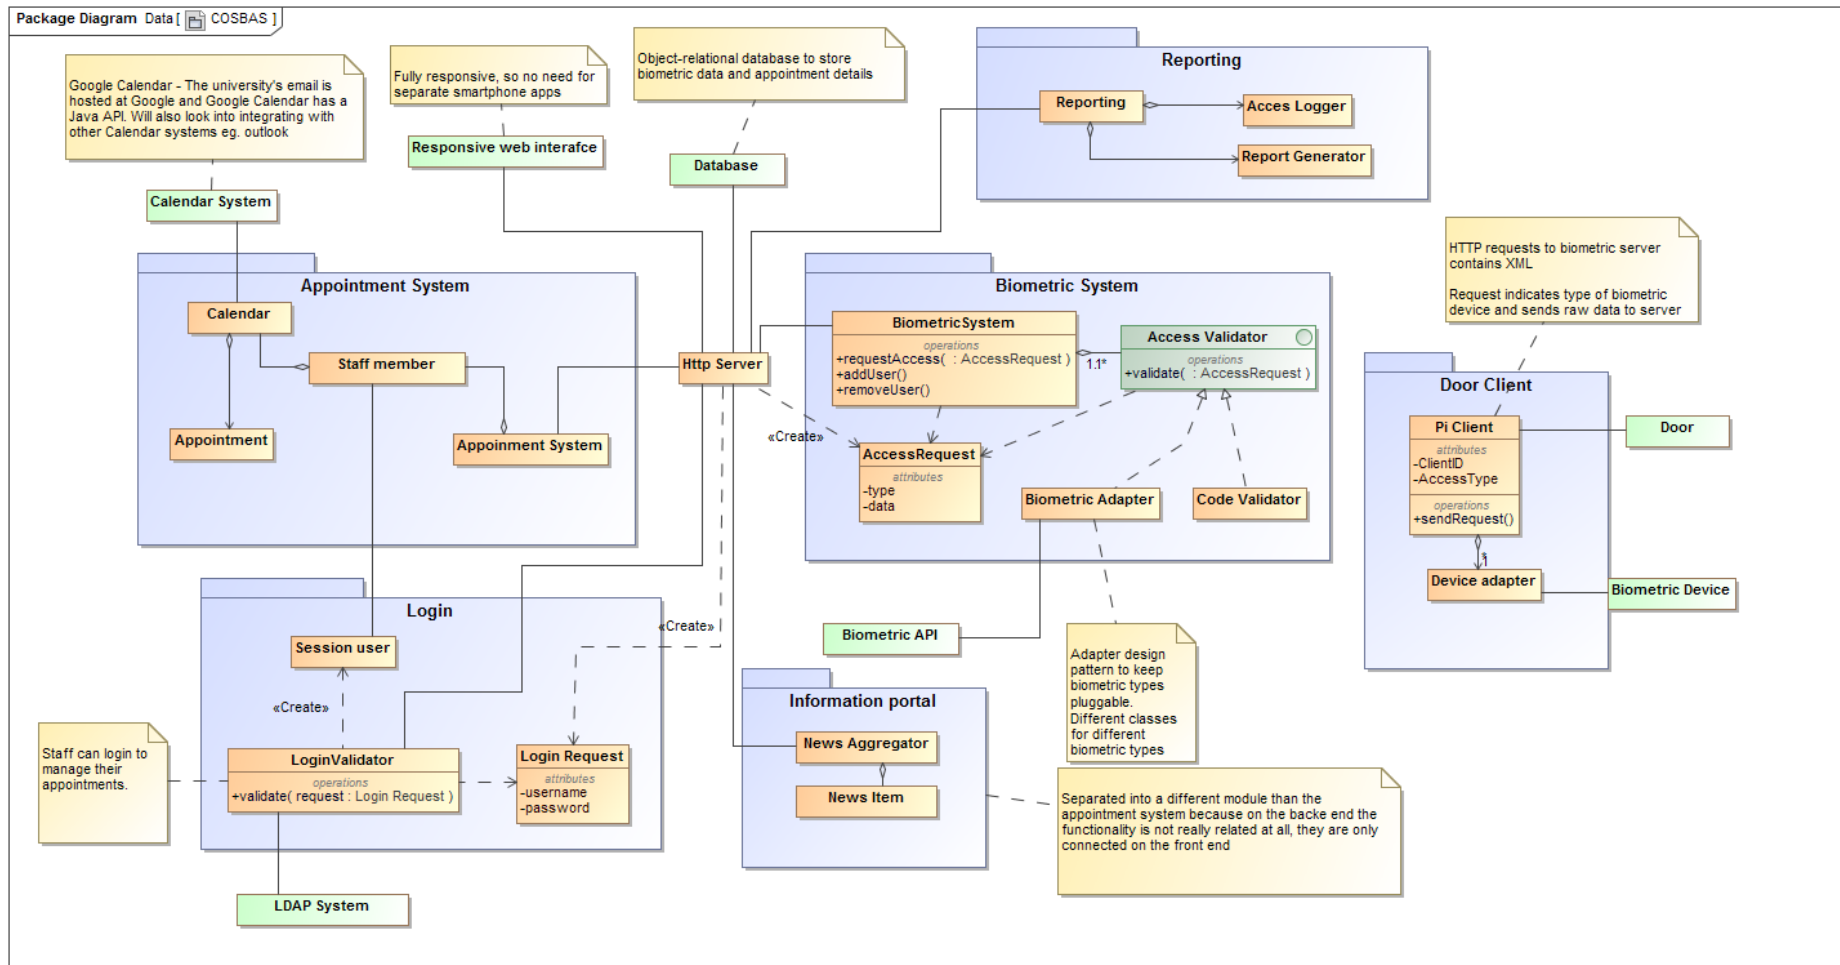 Package Diagram Data [ COSBAS ]
Google Calendar - The university's email is
hosted at Google and Google Calendar has a
Java API. Will also look into integrating with
other Calendar systems eg. outlook
Fully responsive, so no need for
separate smartphone apps
Object-relational database to store
biometric data and appointment details
Calendar System
Responsive web interafce
Database
Reporting
Reporting
Acces Logger
Report Generator
HTTP requests to biometric server
contains XML
Request indicates type of biometric
device and sends raw data to server
Appointment System
Calendar
Staff member
Appointment
Appoinment System
Http Server
«Create»
«Create»
Biometric System
BiometricSystem
operations
+requestAccess( : AccessRequest )
+addUser()
+removeUser()
1.1*
Access Validator
operations
+validate( : AccessRequest )
AccessRequest
attributes
-type
-data
Biometric Adapter
Code Validator
Door Client
Pi Client
attributes
-ClientID
-AccessType
operations
+sendRequest()
*
1
Device adapter
Door
Biometric Device
Login
Session user
«Create»
LoginValidator
operations
+validate( request : Login Request )
Login Request
attributes
-username
-password
Staff can login to
manage their
appointments.
LDAP System
Biometric API
Adapter design
pattern to keep
biometric types
pluggable.
Different classes
for different
biometric types
Information portal
News Aggregator
News Item
Separated into a different module than the
appointment system because on the backe end the
functionality is not really related at all, they are only
connected on the front end